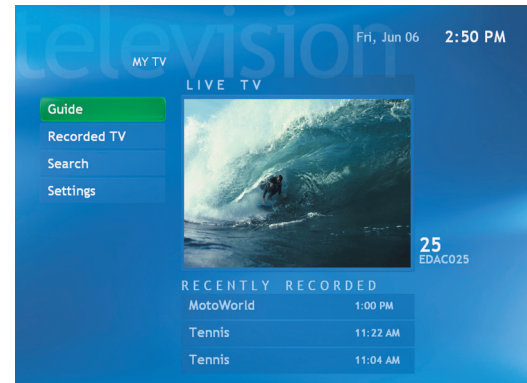 television
Fri, Jun 06 2:50 PM
MY TV
LIVE TV
Guide
Recorded TV
Search
Settings
25
EDAC025
RECENTLY RECORDED
MotoWorld 1:00 PM
Tennis 11:22 AM
Tennis 11:04 AM